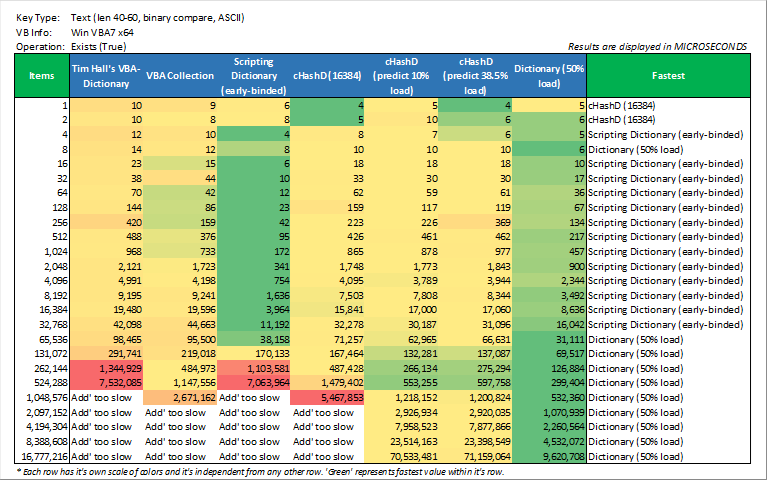 Key Type: Text (len 40-60, binary compare, ASCII)
VB Info: Win VBA7 x64
Operation: Exists (True)
Results are displayed in MICROSECONDS
Items Tim Hall's VBA-Dictionary VBA Collection Scripting Dictionary (early-binded) cHashD (16384) cHashD (predict 10% load) cHashD (predict 38.5% load) Dictionary (50% load) Fastest
1 10 9 6 4 5 4 5 cHashD (16384)
2 10 8 8 5 10 6 6 cHashD (16384)
4 12 10 4 8 7 6 5 Scripting Dictionary (early-binded)
8 14 12 8 10 10 10 6 Dictionary (50% load)
16 23 15 6 18 18 18 10 Scripting Dictionary (early-binded)
32 38 44 10 33 30 30 17 Scripting Dictionary (early-binded)
64 70 42 12 62 59 61 36 Scripting Dictionary (early-binded)
128 144 86 23 159 117 119 67 Scripting Dictionary (early-binded)
256 420 159 42 223 226 369 134 Scripting Dictionary (early-binded)
512 488 376 95 426 461 462 217 Scripting Dictionary (early-binded)
1,024 968 733 172 865 878 977 457 Scripting Dictionary (early-binded)
2,048 2,121 1,723 341 1,748 1,773 1,843 900 Scripting Dictionary (early-binded)
4,096 4,991 4,198 754 4,095 3,789 3,944 2,344 Scripting Dictionary (early-binded)
8,192 9,195 9,241 1,636 7,503 7,808 8,344 3,492 Scripting Dictionary (early-binded)
16,384 19,480 19,596 3,964 15,841 17,000 17,060 8,636 Scripting Dictionary (early-binded)
32,768 42,098 44,663 11,192 32,278 30,187 31,096 16,042 Scripting Dictionary (early-binded)
65,536 98,465 95,500 38,158 71,257 62,965 66,631 31,111 Dictionary (50% load)
131,072 291,741 219,018 170,133 167,464 132,281 137,087 69,517 Dictionary (50% load)
262,144 1,344,929 484,973 1,103,581 487,428 266,134 275,294 126,884 Dictionary (50% load)
524,288 7,532,085 1,147,556 7,063,964 1,479,402 553,255 597,758 299,404 Dictionary (50% load)
1,048,576 Add' too slow 2,671,162 Add' too slow 5,467,853 1,218,152 1,200,824 532,360 Dictionary (50% load)
2,097,152 Add' too slow Add' too slow Add' too slow Add' too slow 2,926,934 2,920,035 1,070,939 Dictionary (50% load)
4,194,304 Add' too slow Add' too slow Add' too slow Add' too slow 7,958,523 7,877,866 2,260,564 Dictionary (50% load)
8,388,608 Add' too slow Add' too slow Add' too slow Add' too slow 23,514,163 23,398,549 4,532,072 Dictionary (50% load)
16,777,216 Add' too slow Add' too slow Add' too slow Add' too slow 70,533,481 71,159,064 9,620,708 Dictionary (50% load)
* Each row has it's own scale of colors and it's independent from any other row. 'Green' represents fastest value within it's row.